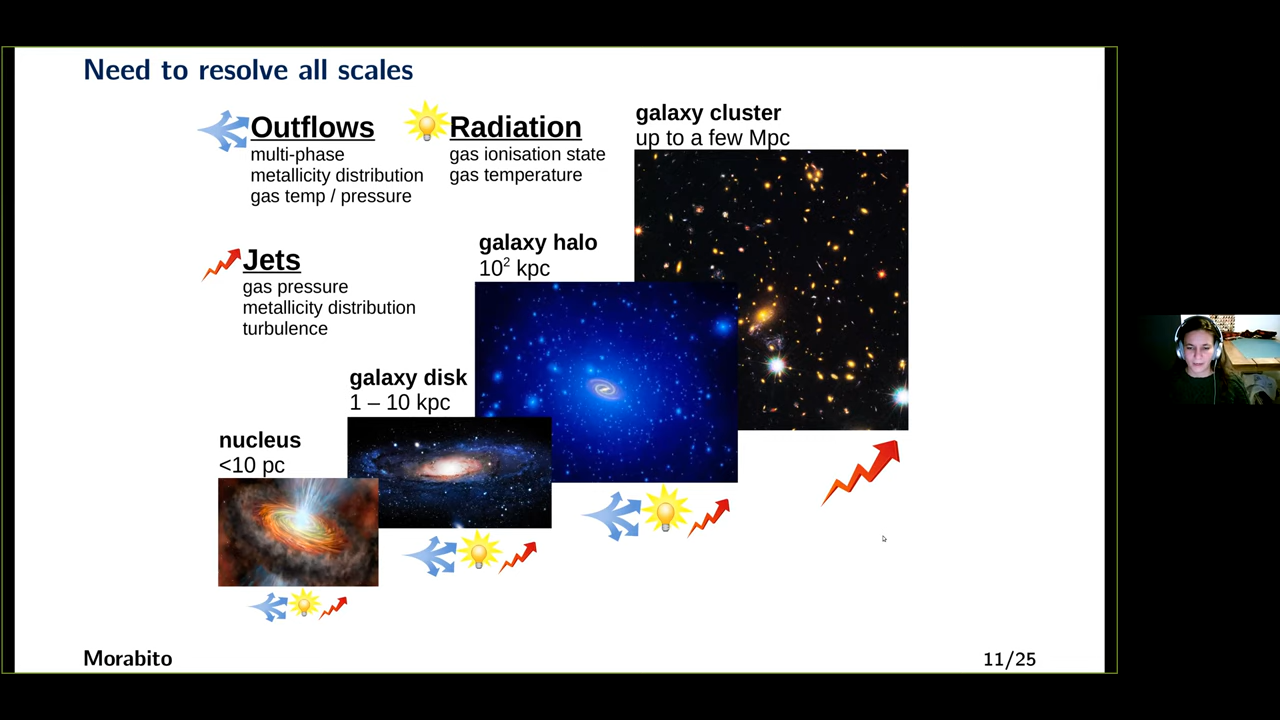 Need to resolve all scales
Outflows
multi-phase
metallicity distribution
gas temp / pressure
Radiation
gas ionisation state
gas temperature
galaxy cluster
up to a few Mpc
Jets
gas pressure
metallicity distribution
turbulence
galaxy halo
10² kpc
galaxy disk
1 – 10 kpc
nucleus
<10 pc
Morabito
11/25